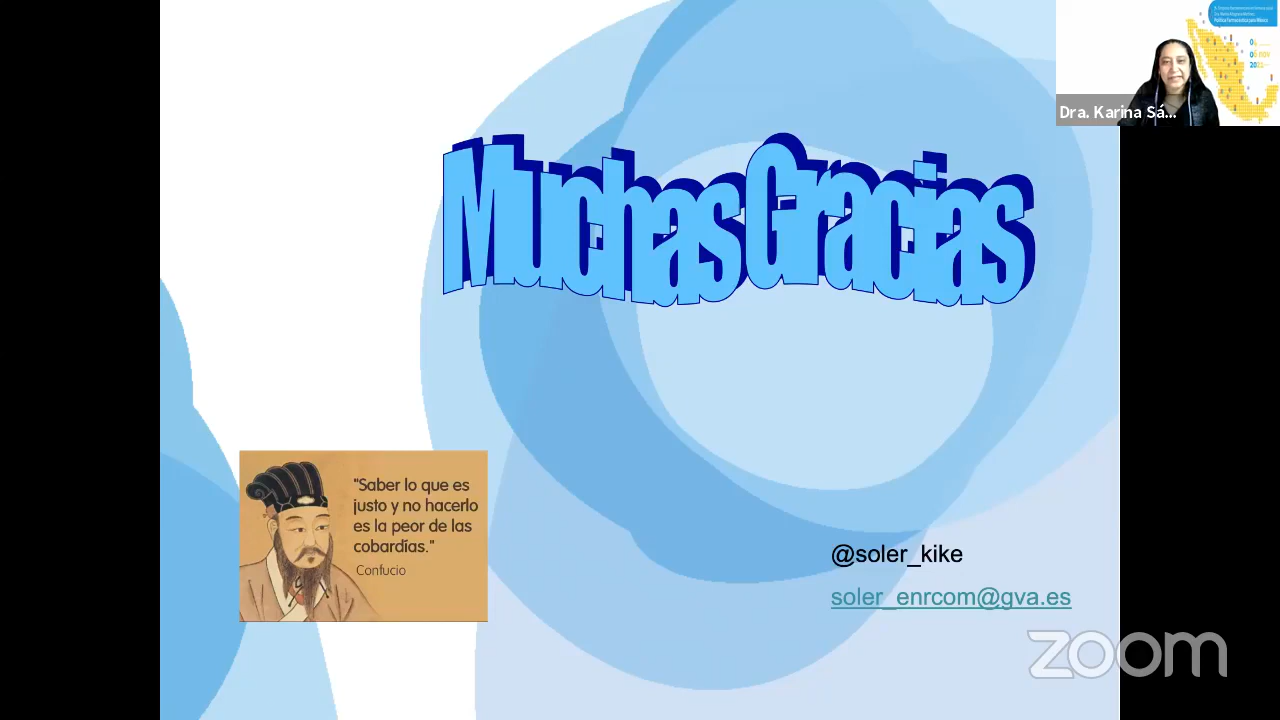 Muchas Gracias
Dra. Karina Sá...
"Saber lo que es
justo y no hacerlo
es la peor de las
cobardías."
Confucio
@soler_kike
soler_enrcom@gva.es
zoom